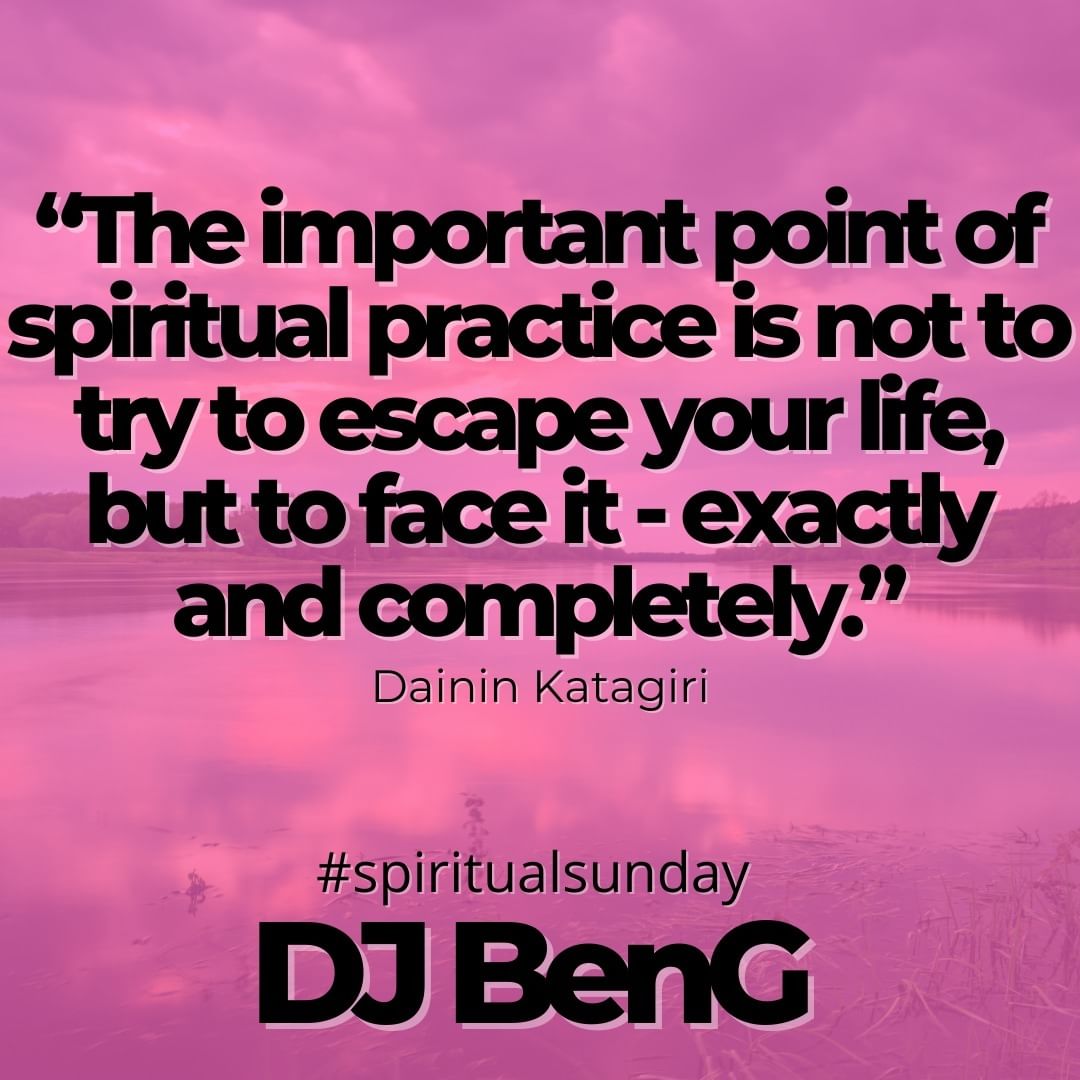 “The important point of
spiritual practice is not to
try to escape your life,
but to face it - exactly
and completely.”
Dainin Katagiri
#spiritualsunday
DJ BenG